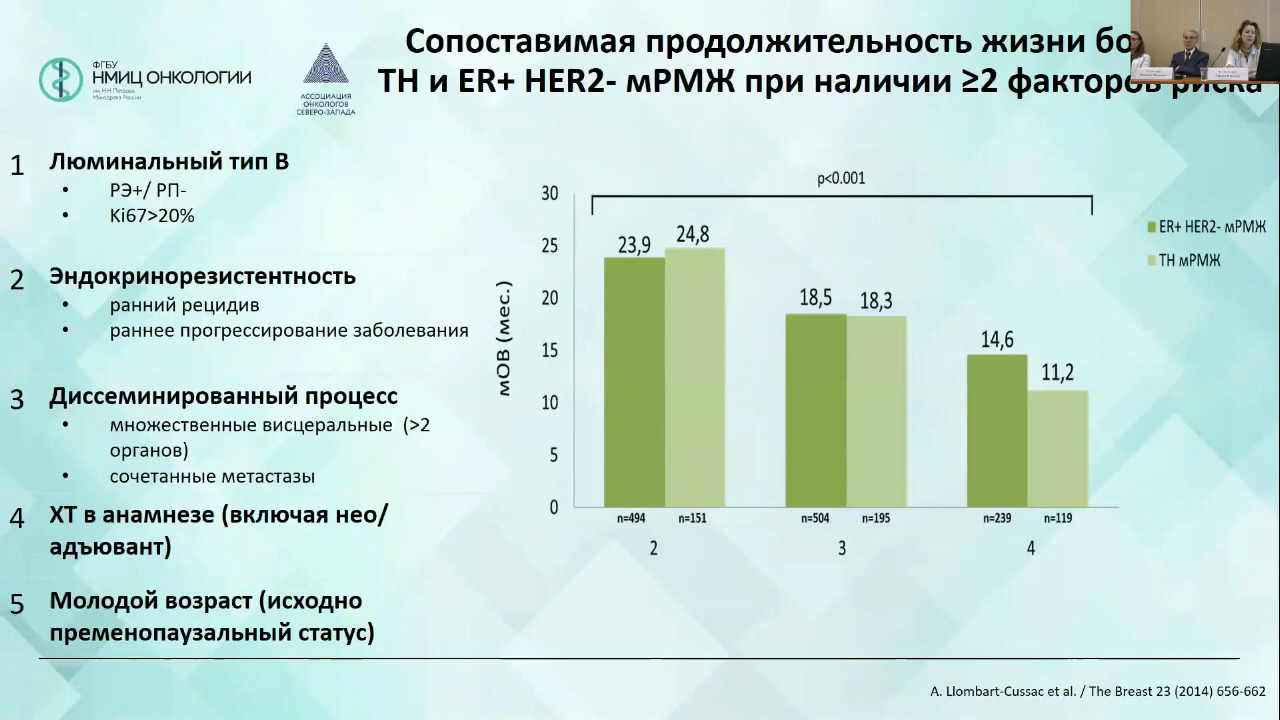 Сопоставимая продолжительность жизни
ТН и ER+ HER2- мРМЖ при наличии ≥2 факторов риска
ФГБУ
НМИЦ ОНКОЛОГИИ
им. Н.Н. Петрова
Минздрава России
АССОЦИАЦИЯ
ОНКОЛОГОВ
СЕВЕРО-ЗАПАДА
1 Люминальный тип В
• РЭ+/ РП-
• Ki67>20%
2 Эндокринорезистентность
• ранний рецидив
• раннее прогрессирование заболевания
3 Диссеминированный процесс
• множественные висцеральные (>2
органов)
• сочетанные метастазы
4 ХТ в анамнезе (включая нео/
адъювант)
5 Молодой возраст (исходно
пременопаузальный статус)
p<0.001
мОВ (мес.)
30
25
20
15
10
5
0
23,9
24,8
18,5
18,3
14,6
11,2
n=494 n=151 n=504 n=195 n=239 n=119
2 3 4
ER+ HER2- мРМЖ
ТН мРМЖ
A. Llombart-Cussac et al. / The Breast 23 (2014) 656-662